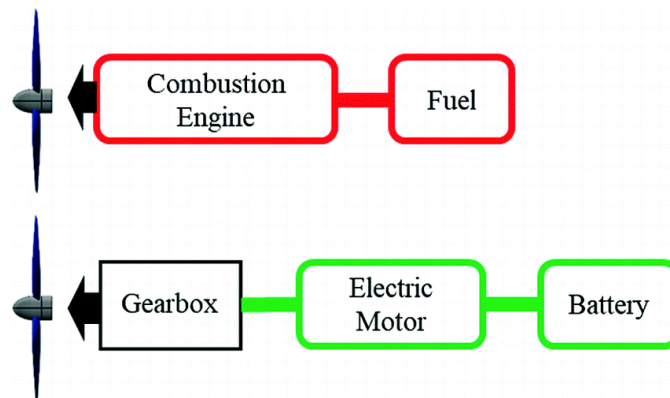 Combustion
Engine
Fuel
Gearbox
Electric
Motor
Battery